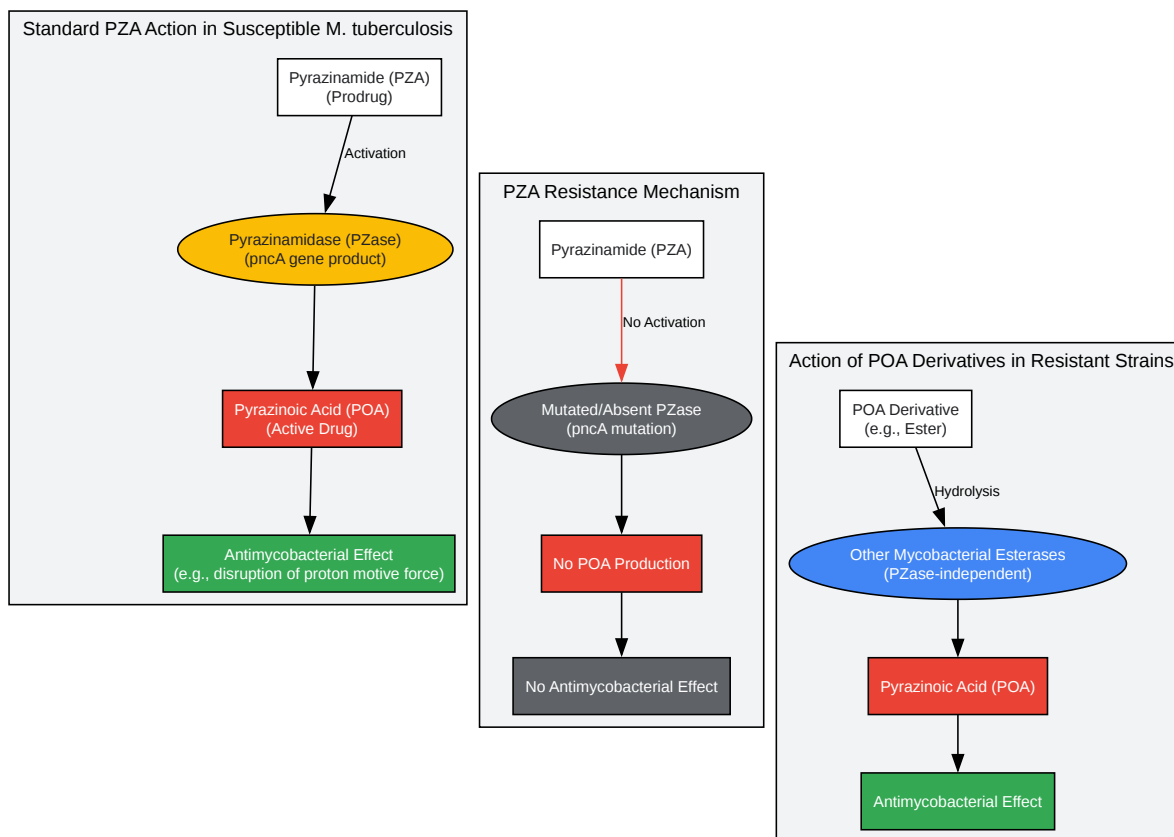 Standard PZA Action in Susceptible M. tuberculosis
Pyrazinamide (PZA)
(Prodrug)
Activation
Pyrazinamidase (PZase)
(pncA gene product)
Pyrazinoic Acid (POA)
(Active Drug)
Antimycobacterial Effect
(e.g., disruption of proton motive force)
PZA Resistance Mechanism
Pyrazinamide (PZA)
No Activation
Mutated/Absent PZase
(pncA mutation)
No POA Production
No Antimycobacterial Effect
Action of POA Derivatives in Resistant Strains
POA Derivative
(e.g., Ester)
Hydrolysis
Other Mycobacterial Esterases
(PZase-independent)
Pyrazinoic Acid (POA)
Antimycobacterial Effect